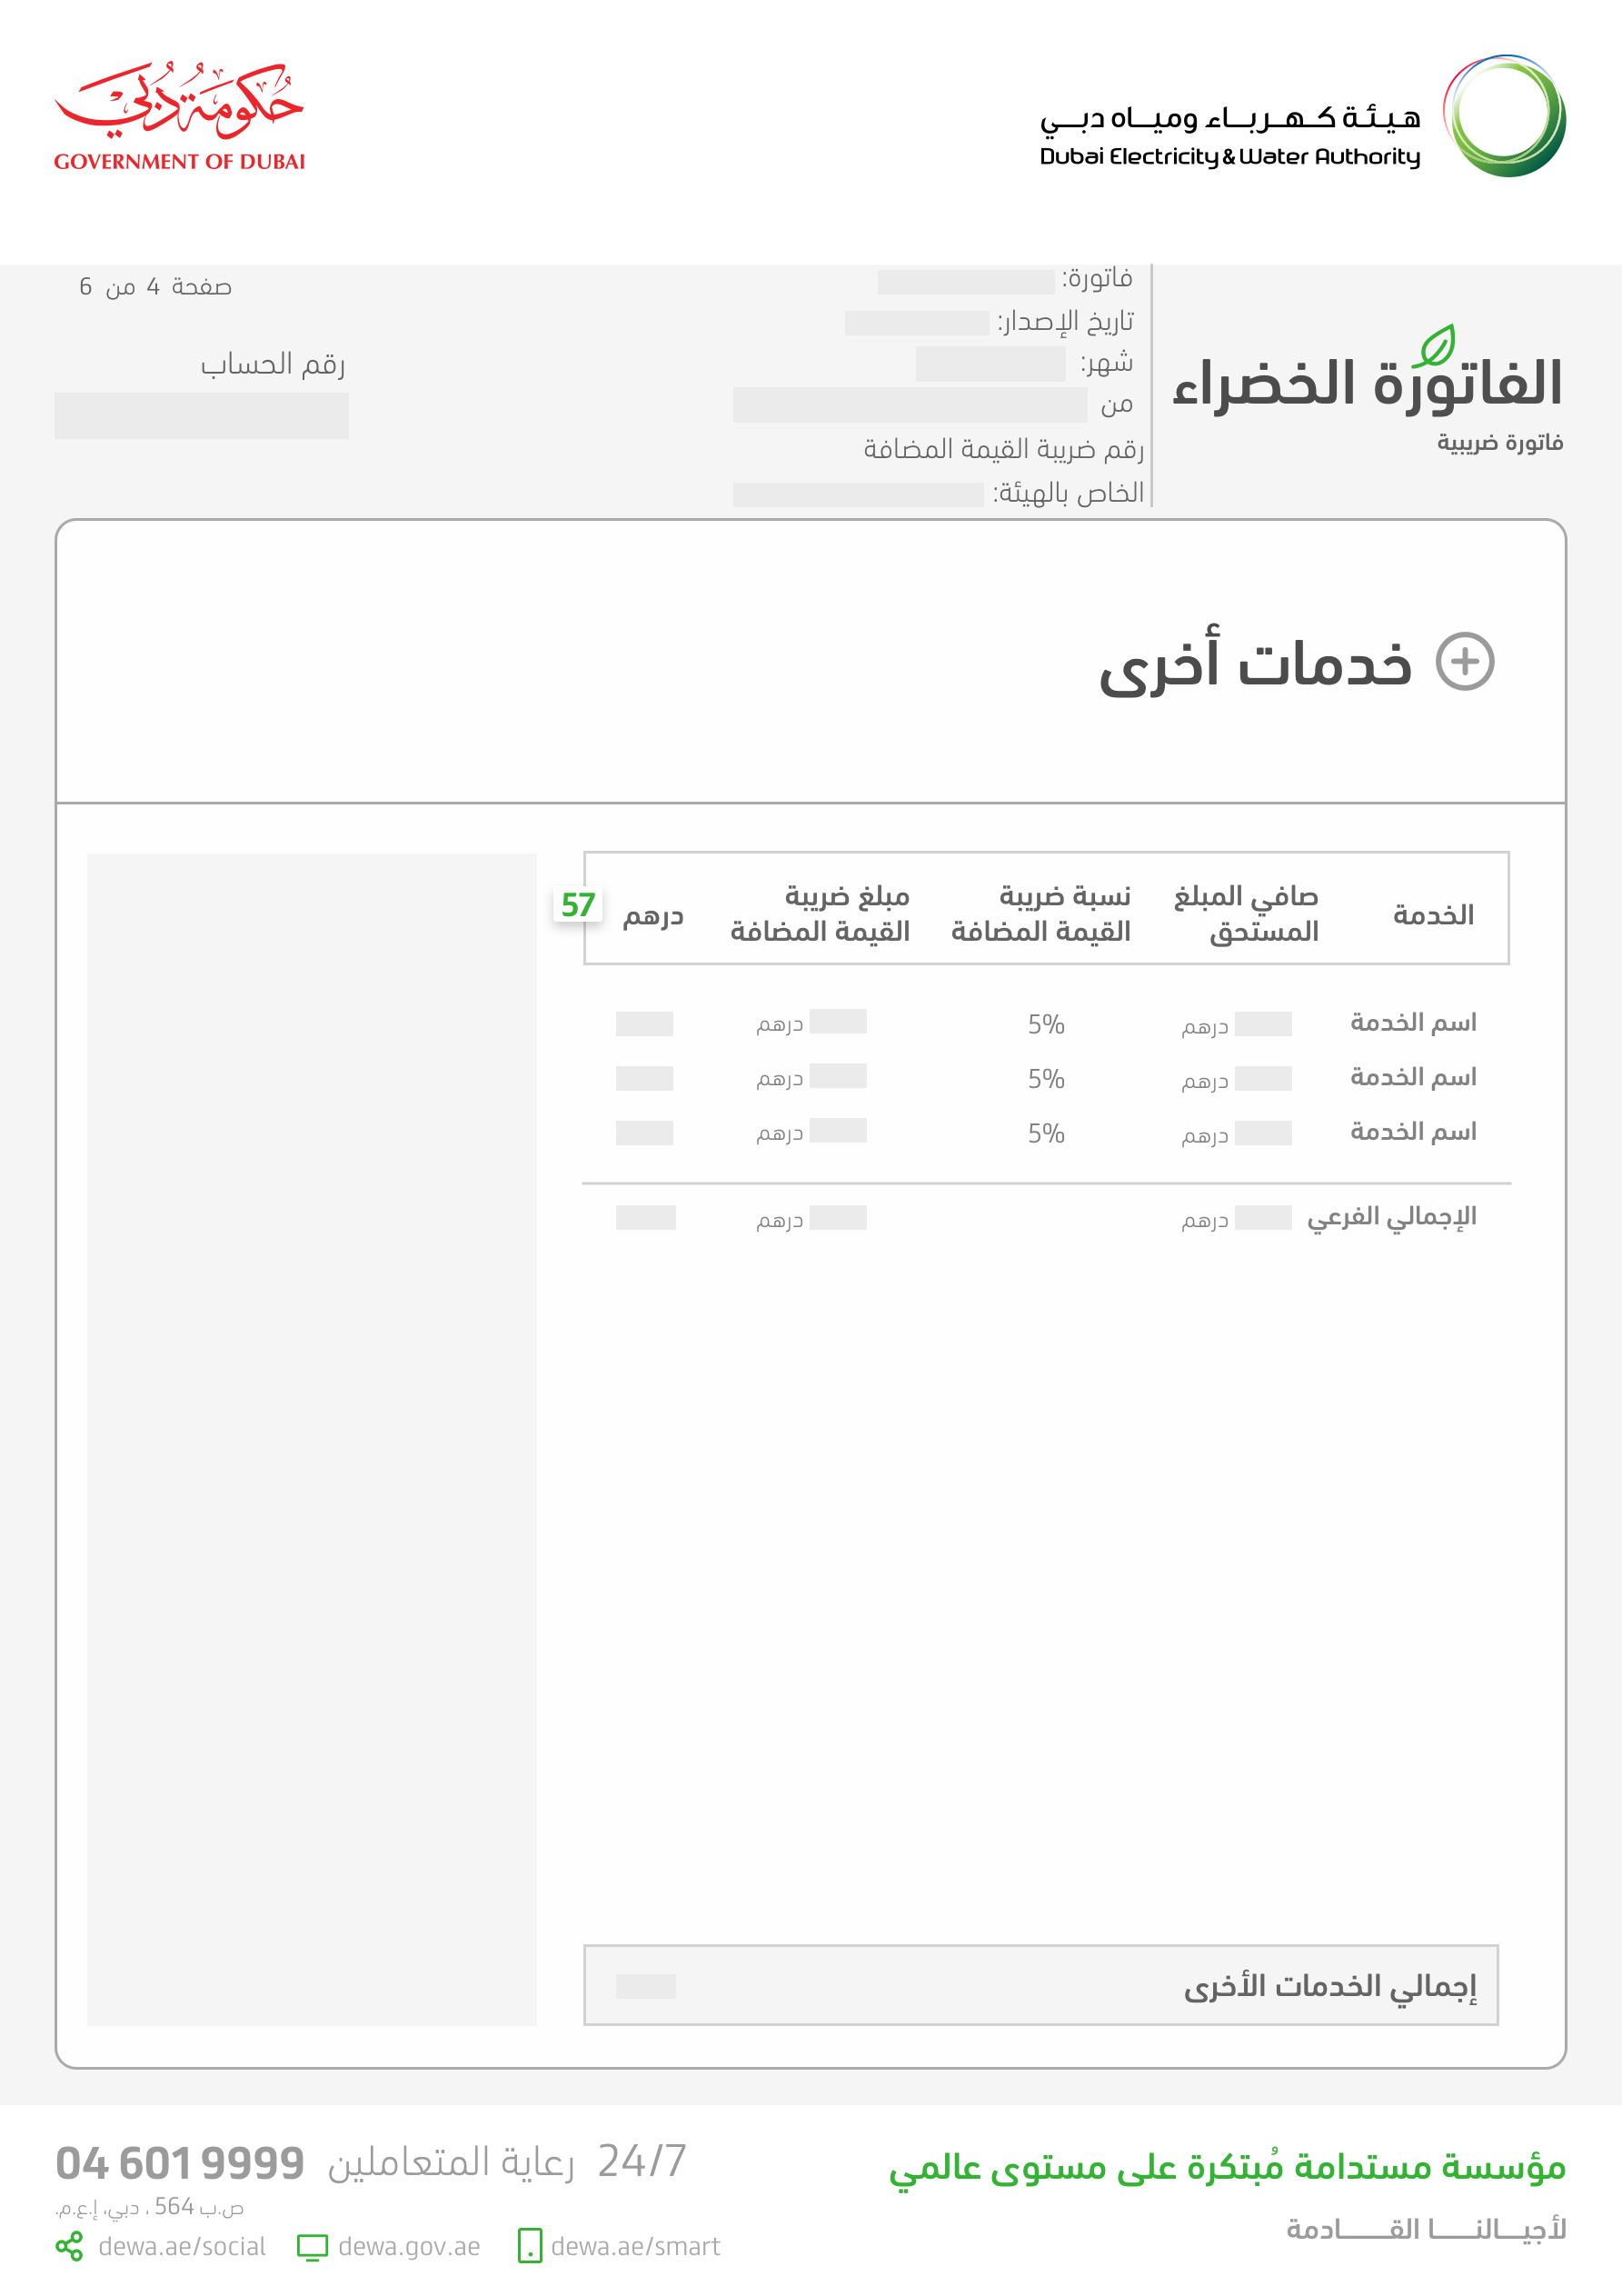 حكومة دبي
GOVERNMENT OF DUBAI
هيئة كهرباء ومياه دبي
Dubai Electricity & Water Authority
الفاتورة الخضراء
فاتورة ضريبية
فاتورة:
تاريخ الإصدار:
شهر:
من
رقم ضريبة القيمة المضافة
الخاص بالهيئة:
صفحة 4 من 6
رقم الحساب
خدمات أخرى
الخدمة
صافي المبلغ
المستحق
نسبة ضريبة
القيمة المضافة
مبلغ ضريبة
القيمة المضافة
درهم
57
اسم الخدمة درهم 5% درهم
اسم الخدمة درهم 5% درهم
اسم الخدمة درهم 5% درهم
الإجمالي الفرعي درهم درهم
إجمالي الخدمات الأخرى
مؤسسة مستدامة مُبتكرة على مستوى عالمي
لأجيـالنـا القـادمة
24/7 رعاية المتعاملين 04 601 9999
ص.ب 564 ، دبي، إ.ع.م.
dewa.ae/social dewa.gov.ae dewa.ae/smart